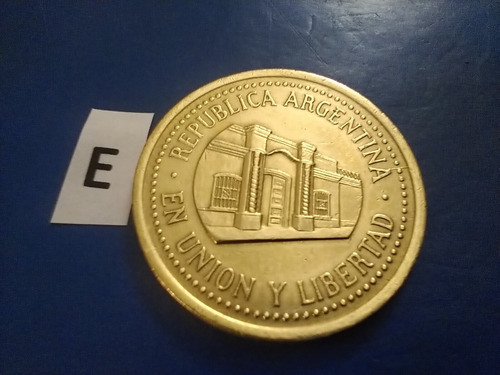 E
· REPUBLICA ARGENTINA ·
EN UNION Y LIBERTAD